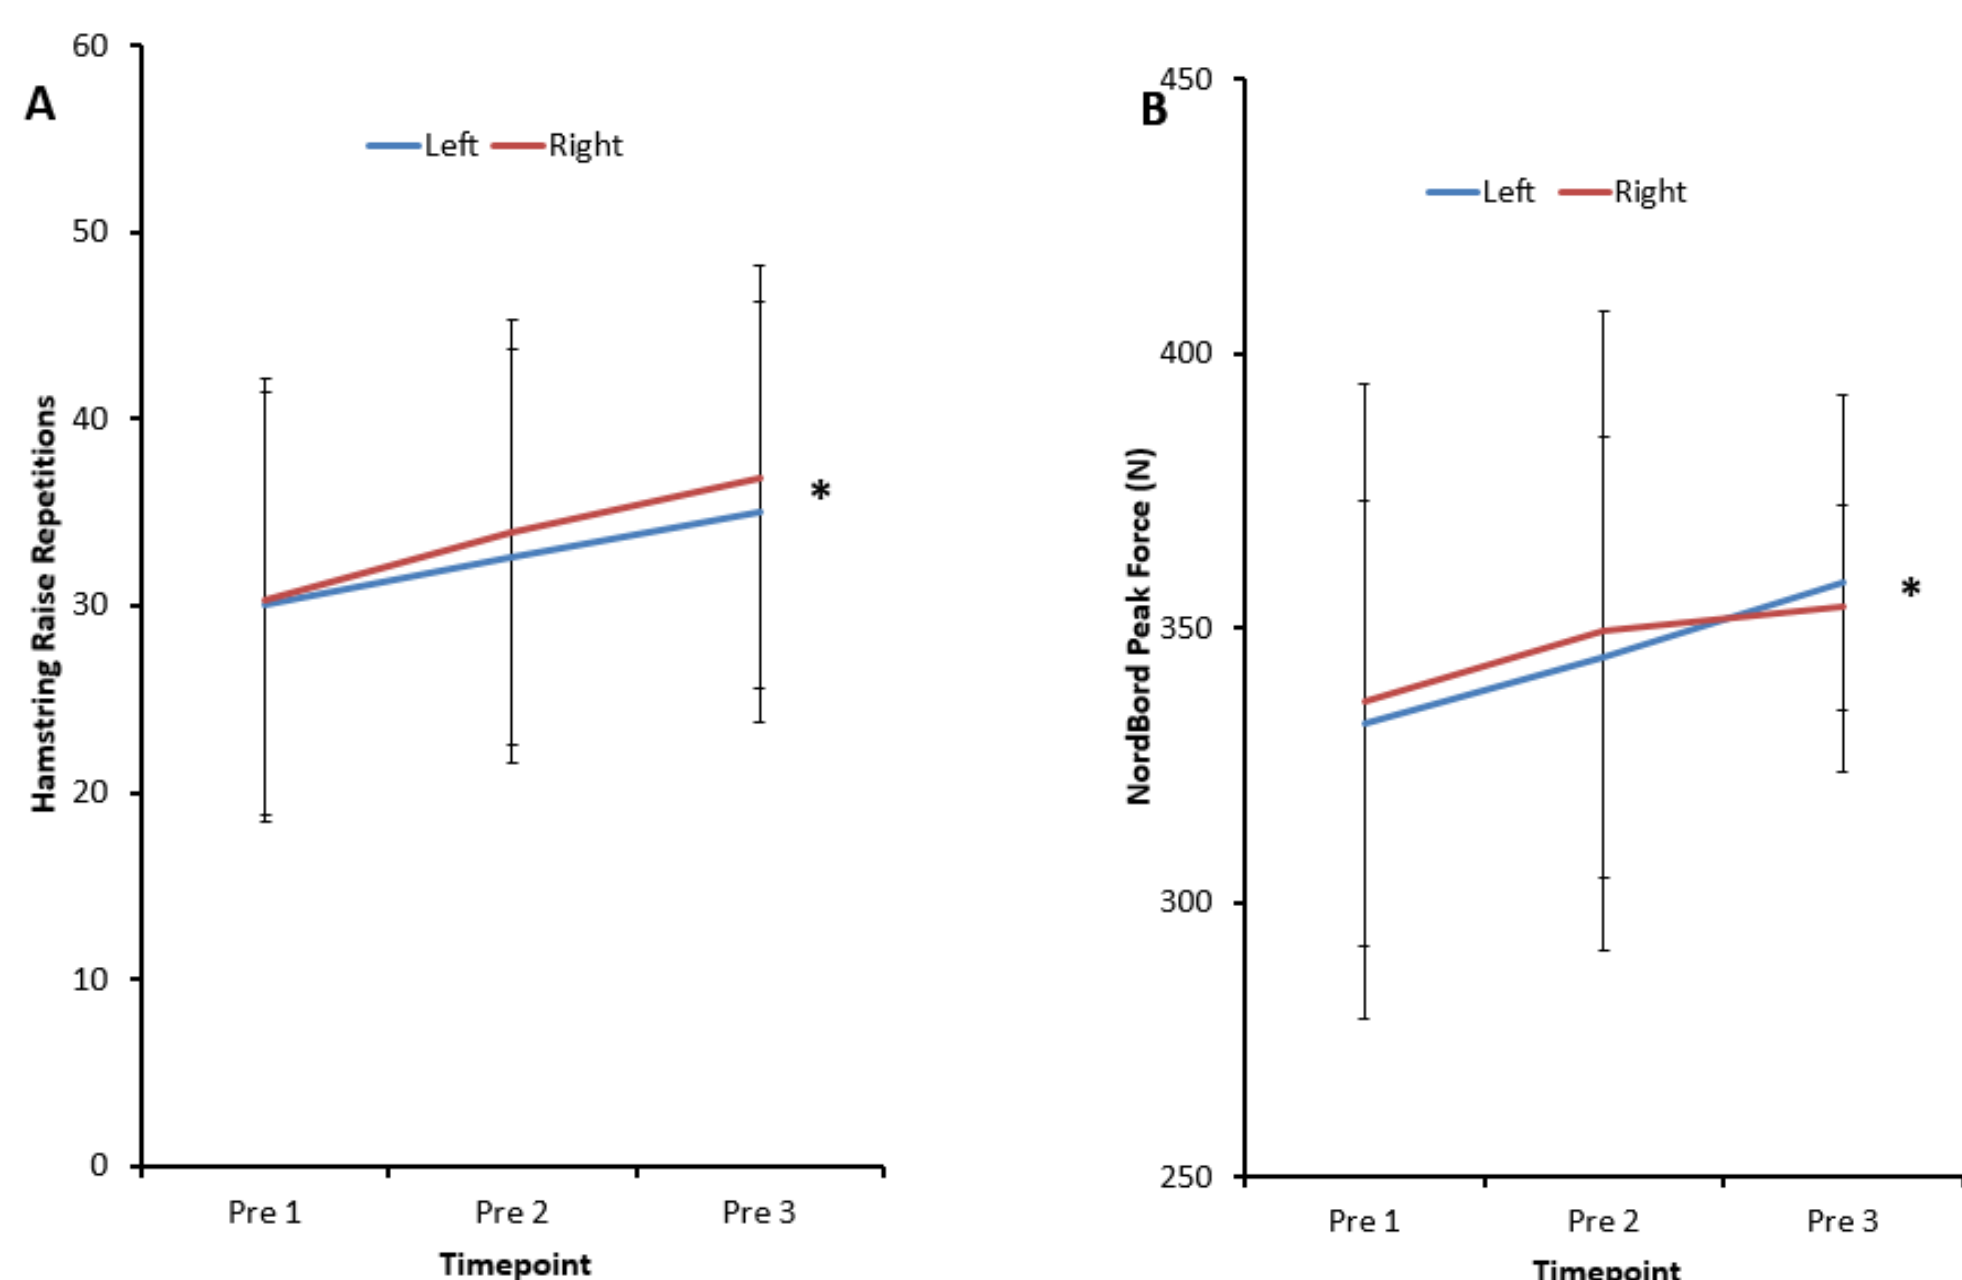 A
Hamstring Raise Repetitions
60
50
40
30
20
10
0
Left Right
*
Pre 1 Pre 2 Pre 3
Timepoint
B
NordBord Peak Force (N)
450
400
350
300
250
Left Right
*
Pre 1 Pre 2 Pre 3
Timepoint